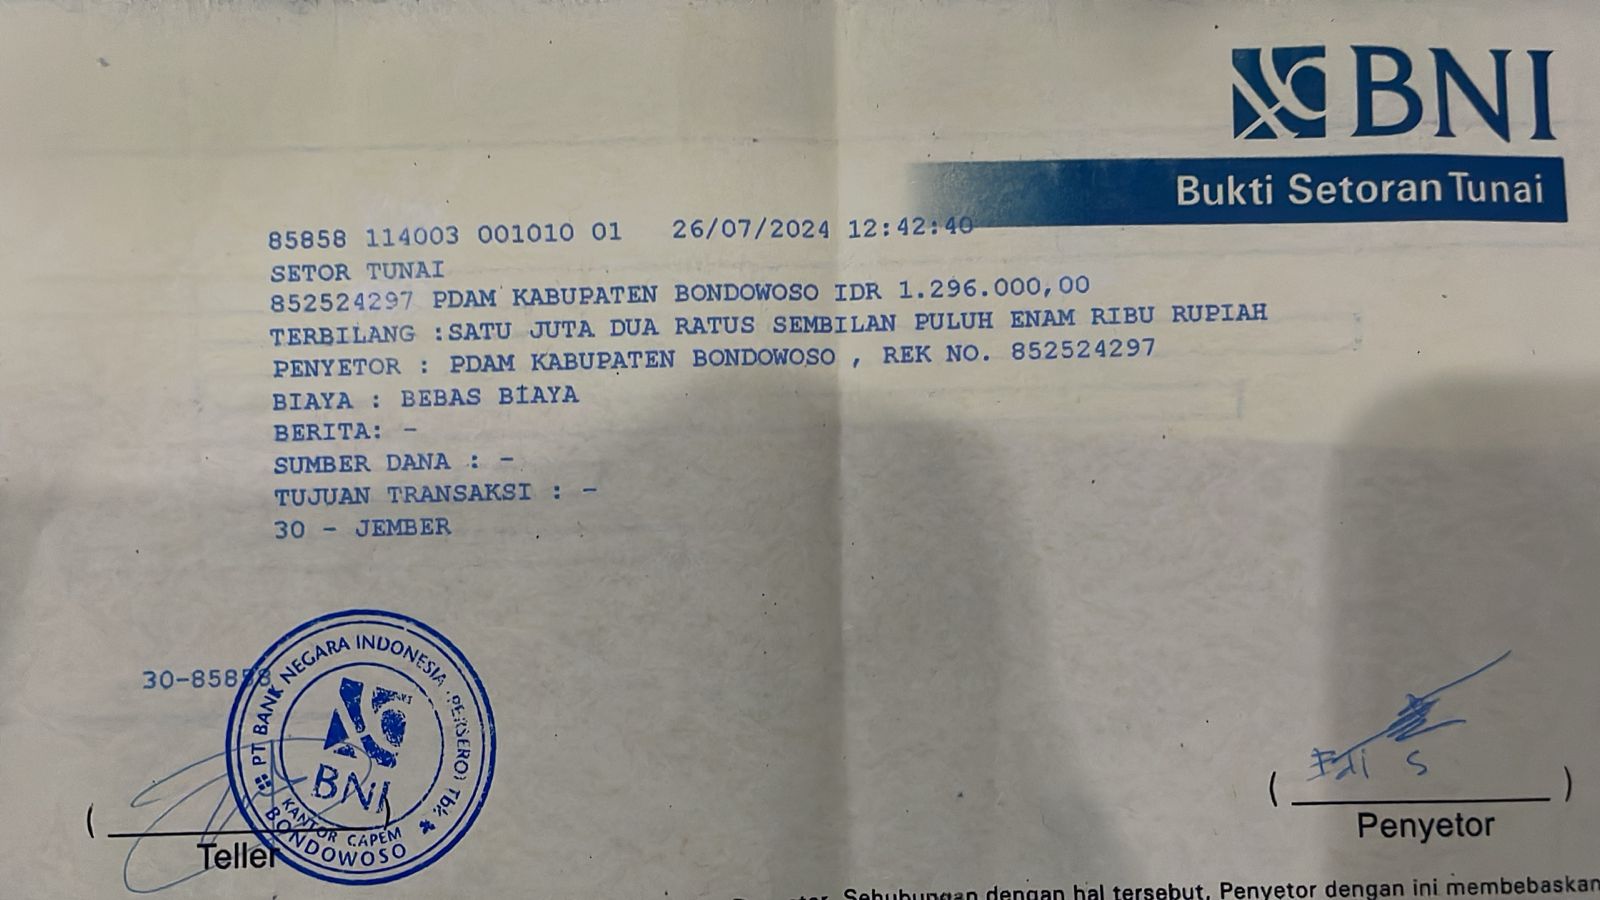 BNI
Bukti Setoran Tunai
85858 114003 001010 01 26/07/2024 12:42:40
SETOR TUNAI
852524297 PDAM KABUPATEN BONDOWOSO IDR 1.296.000,00
TERBILANG :SATU JUTA DUA RATUS SEMBILAN PULUH ENAM RIBU RUPIAH
PENYETOR : PDAM KABUPATEN BONDOWOSO , REK NO. 852524297
BIAYA : BEBAS BIAYA
BERITA: -
SUMBER DANA : -
TUJUAN TRANSAKSI : -
30 - JEMBER
30-85858
PT BANK NEGARA INDONESIA (PERSERO) Tbk.
BNI
KANTOR CAPEM
BONDOWOSO
( )
Teller
Edi S
( )
Penyetor
Sehubungan dengan hal tersebut, Penyetor dengan ini membebaskan